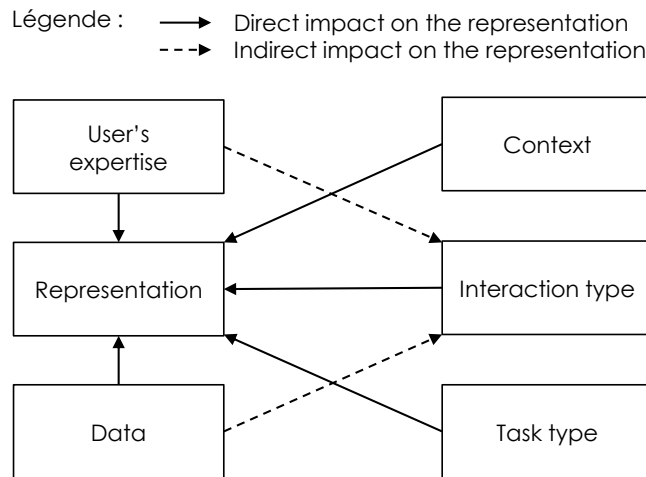 Légende :
Direct impact on the representation
Indirect impact on the representation
User's
expertise
Context
Representation
Interaction type
Data
Task type